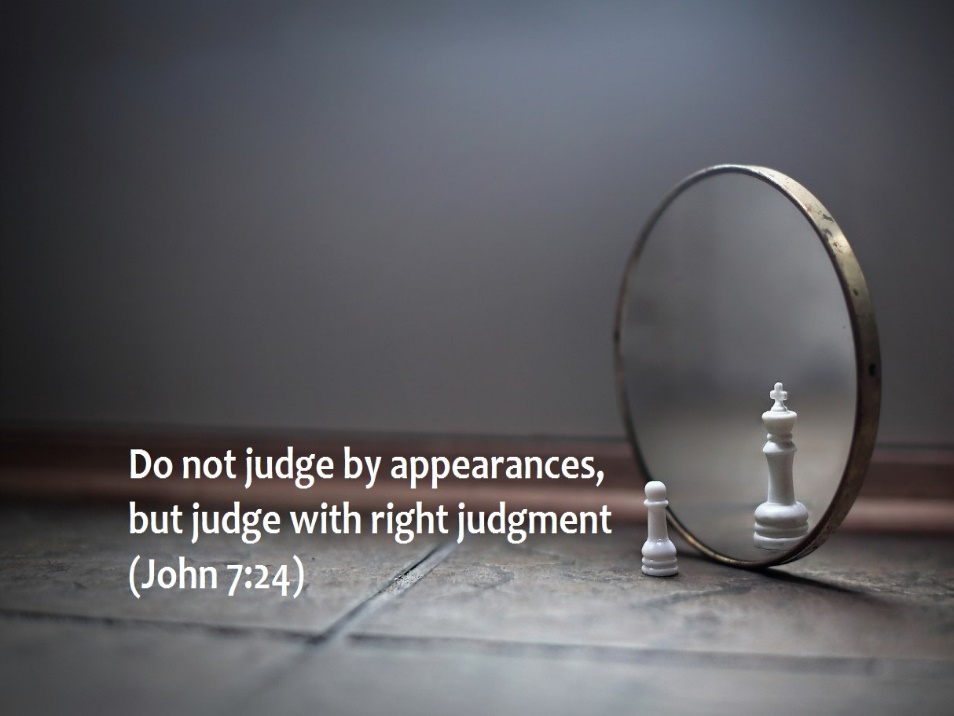 Do not judge by appearances,
but judge with right judgment
(John 7:24)